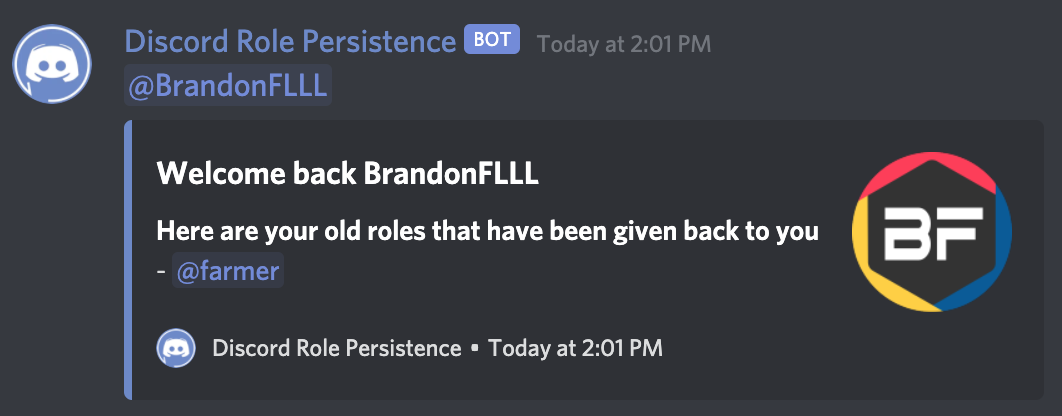 Discord Role Persistence BOT Today at 2:01 PM
@BrandonFLLL
Welcome back BrandonFLLL
Here are your old roles that have been given back to you
- @farmer
BF
Discord Role Persistence • Today at 2:01 PM